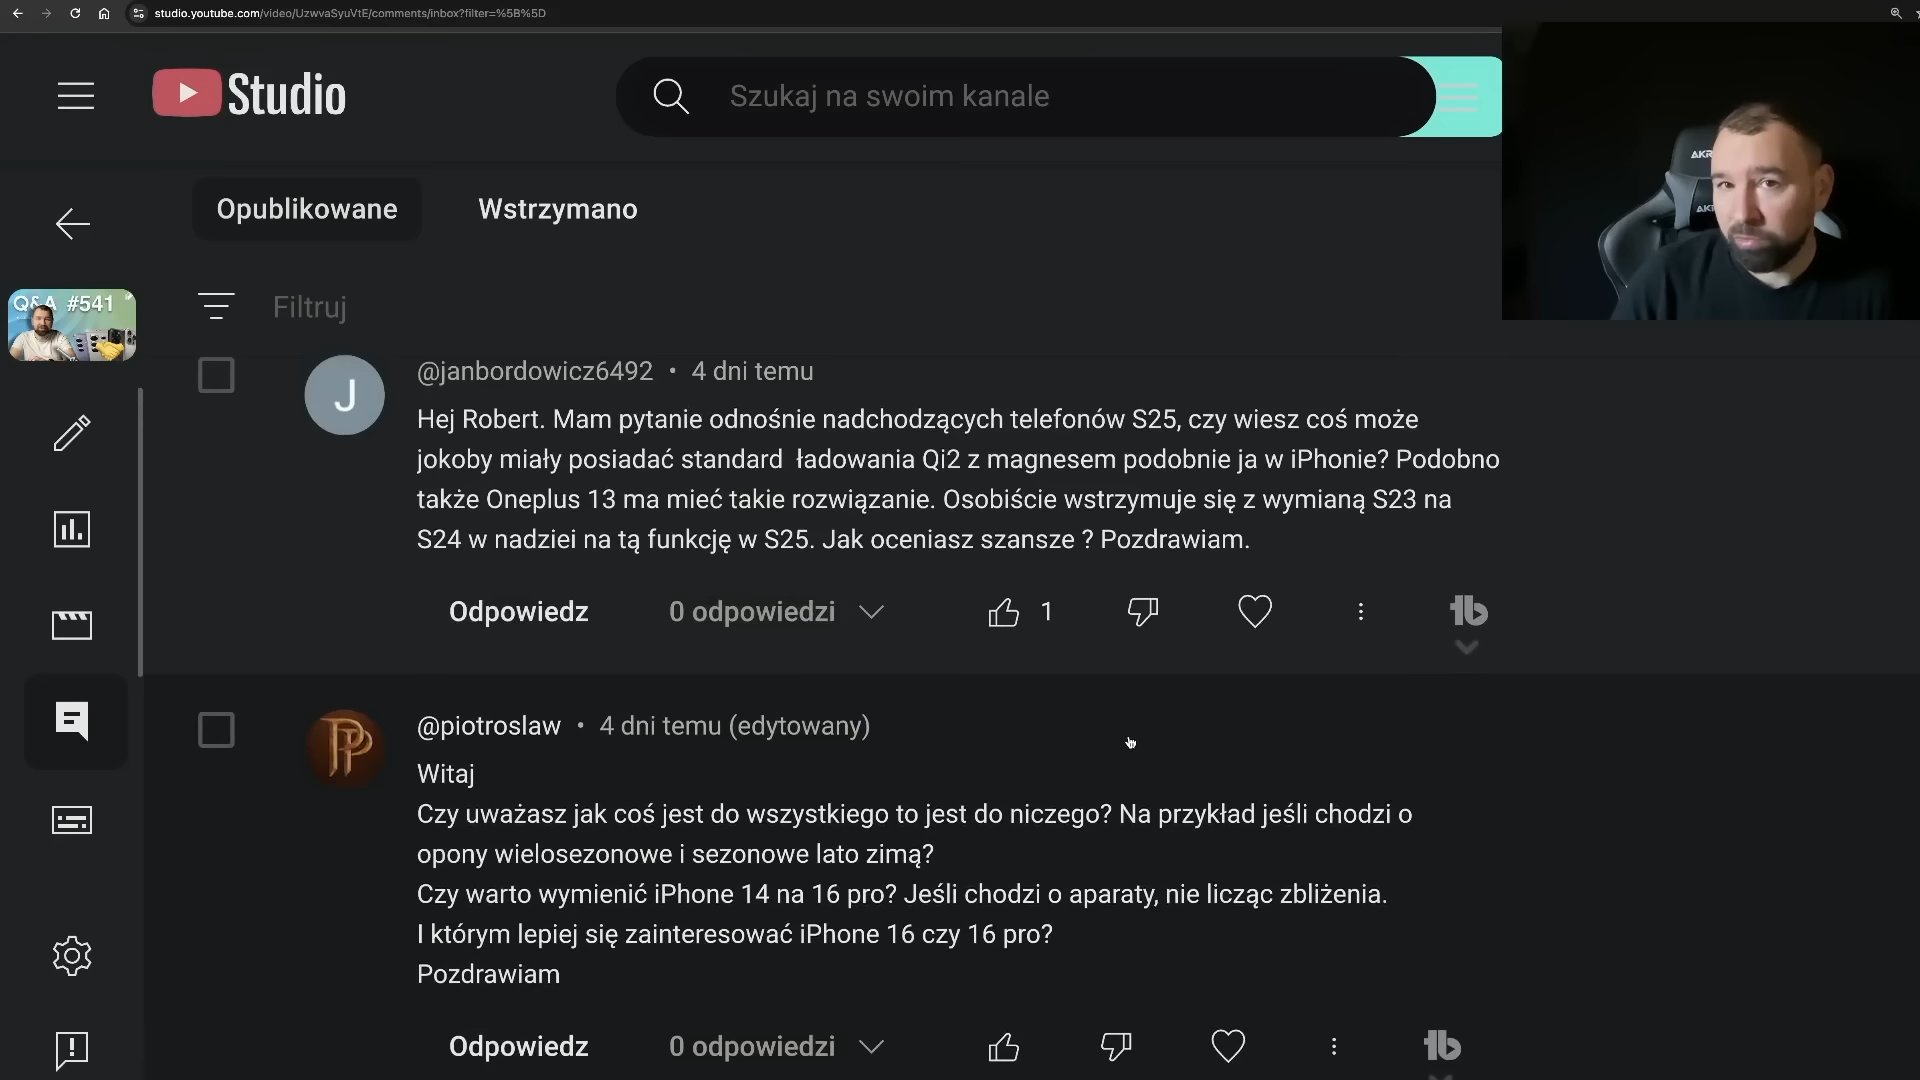 studio.youtube.com/video/UzwvaSyuVtE/comments/inbox?filter=%5B%5D
Studio
Szukaj na swoim kanale
AKR
Opublikowane
Wstrzymano
Q&A #541
Filtruj
@janbordowicz6492 • 4 dni temu
J
Hej Robert. Mam pytanie odnośnie nadchodzących telefonów S25, czy wiesz coś może
jokoby miały posiadać standard ładowania Qi2 z magnesem podobnie ja w iPhonie? Podobno
także Oneplus 13 ma mieć takie rozwiązanie. Osobiście wstrzymuje się z wymianą S23 na
S24 w nadziei na tą funkcję w S25. Jak oceniasz szansze ? Pozdrawiam.
Odpowiedz 0 odpowiedzi 1
@piotroslaw • 4 dni temu (edytowany)
Witaj
Czy uważasz jak coś jest do wszystkiego to jest do niczego? Na przykład jeśli chodzi o
opony wielosezonowe i sezonowe lato zimą?
Czy warto wymienić iPhone 14 na 16 pro? Jeśli chodzi o aparaty, nie licząc zbliżenia.
I którym lepiej się zainteresować iPhone 16 czy 16 pro?
Pozdrawiam
Odpowiedz 0 odpowiedzi